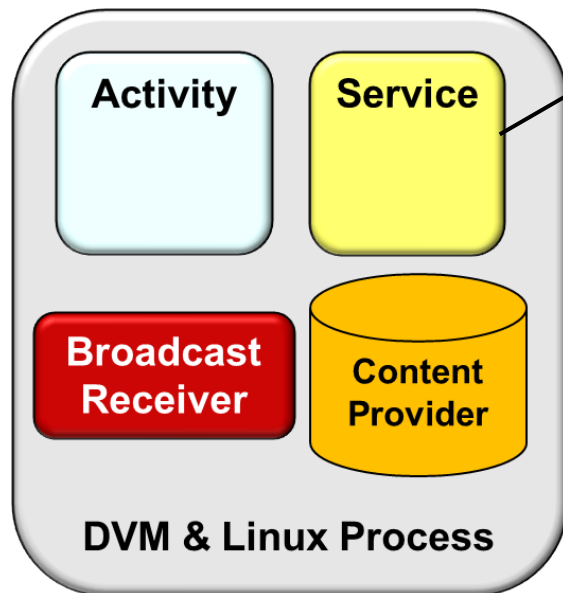 Activity
Service
Broadcast
Receiver
Content
Provider
DVM & Linux Process